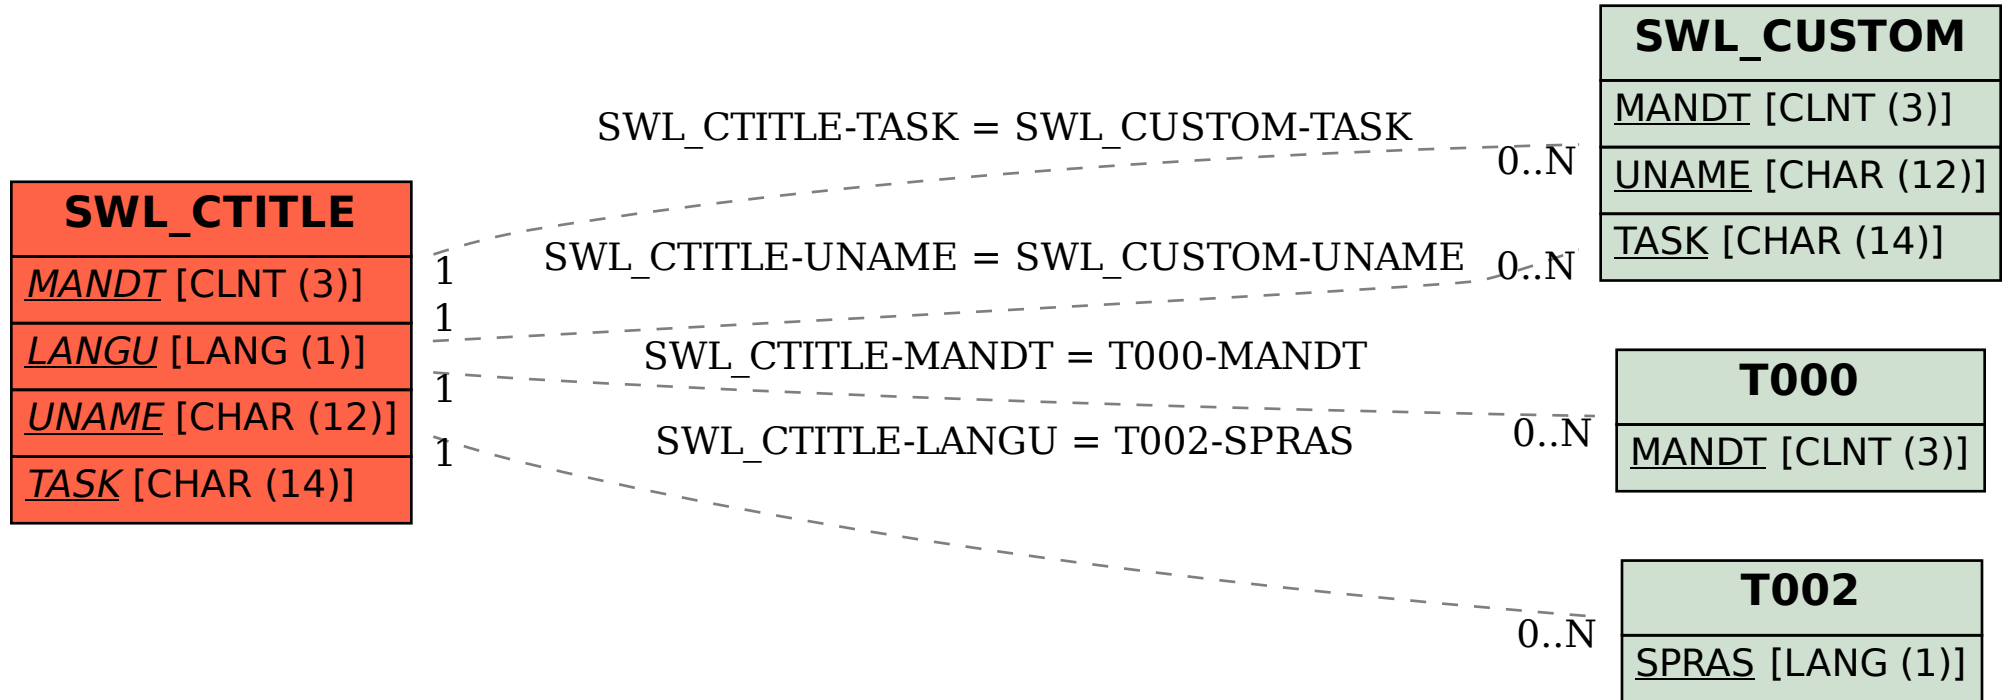 SWL_CTITLE
MANDT [CLNT (3)]
LANGU [LANG (1)]
UNAME [CHAR (12)]
TASK [CHAR (14)]
SWL_CTITLE-TASK = SWL_CUSTOM-TASK
1
0..N
SWL_CTITLE-UNAME = SWL_CUSTOM-UNAME
1
0..N
SWL_CTITLE-MANDT = T000-MANDT
1
0..N
SWL_CTITLE-LANGU = T002-SPRAS
1
0..N
SWL_CUSTOM
MANDT [CLNT (3)]
UNAME [CHAR (12)]
TASK [CHAR (14)]
T000
MANDT [CLNT (3)]
T002
SPRAS [LANG (1)]